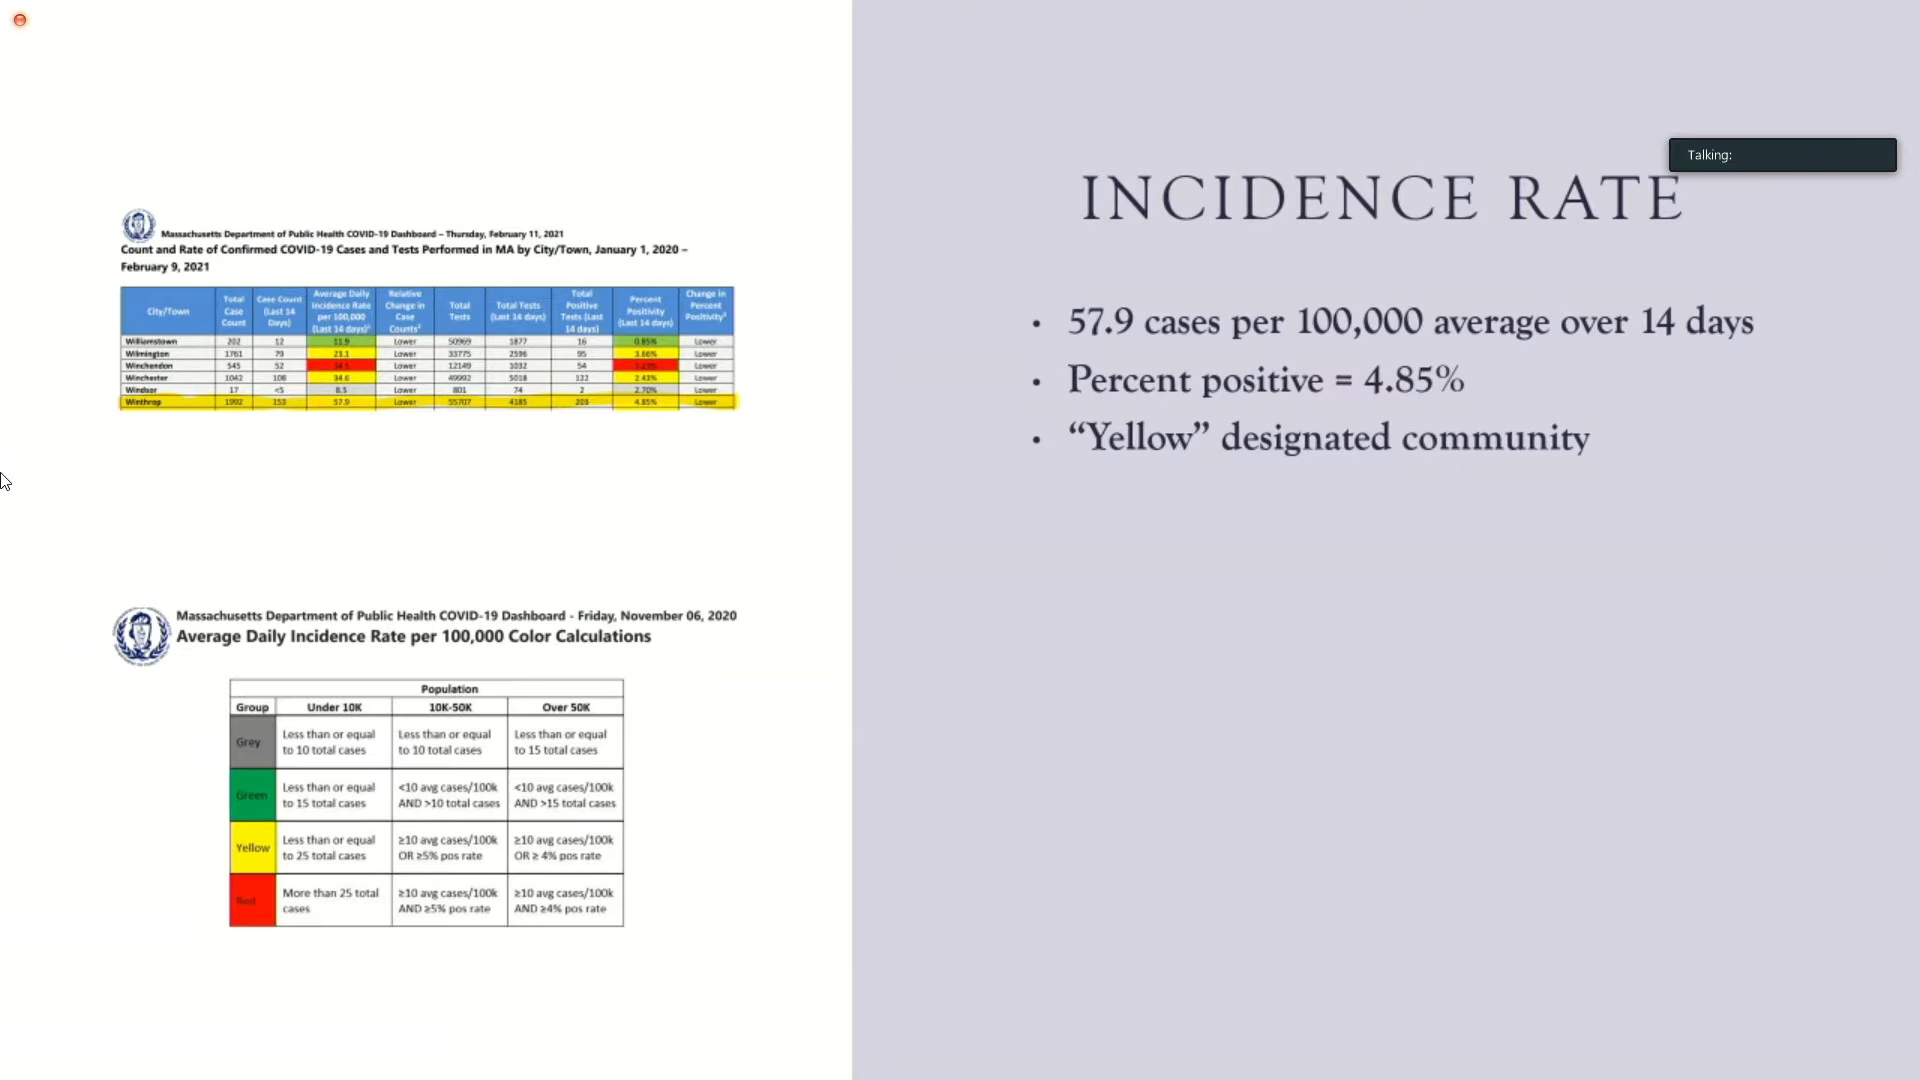 Massachusetts Department of Public Health COVID-19 Dashboard – Thursday, February 11, 2021
Count and Rate of Confirmed COVID-19 Cases and Tests Performed in MA by City/Town, January 1, 2020 –
February 9, 2021
City/Town Total Case Count Case Count (Last 14 Days) Average Daily Incidence Rate per 100,000 (Last 14 days)¹ Relative Change in Case Counts² Total Tests Total Tests (Last 14 days) Total Positive Tests (Last 14 days) Percent Positivity (Last 14 days) Change in Percent Positivity³
Williamstown 202 12 11.9 Lower 50969 1877 16 0.85% Lower
Wilmington 1761 79 23.1 Lower 33775 2596 95 3.66% Lower
Winchendon 545 52 Lower 12149 1032 54 Lower
Winchester 1042 108 34.6 Lower 49992 5018 122 2.43% Lower
Windsor 17 <5 8.5 Lower 801 74 2 2.70% Lower
Winthrop 1992 153 57.9 Lower 55707 4185 203 4.85% Lower
Massachusetts Department of Public Health COVID-19 Dashboard - Friday, November 06, 2020
Average Daily Incidence Rate per 100,000 Color Calculations
Population
Group Under 10K 10K-50K Over 50K
Grey Less than or equal to 10 total cases Less than or equal to 10 total cases Less than or equal to 15 total cases
Green Less than or equal to 15 total cases <10 avg cases/100k AND >10 total cases <10 avg cases/100k AND >15 total cases
Yellow Less than or equal to 25 total cases ≥10 avg cases/100k OR ≥5% pos rate ≥10 avg cases/100k OR ≥ 4% pos rate
Red More than 25 total cases ≥10 avg cases/100k AND ≥5% pos rate ≥10 avg cases/100k AND ≥4% pos rate
Talking:
INCIDENCE RATE
• 57.9 cases per 100,000 average over 14 days
• Percent positive = 4.85%
• “Yellow” designated community